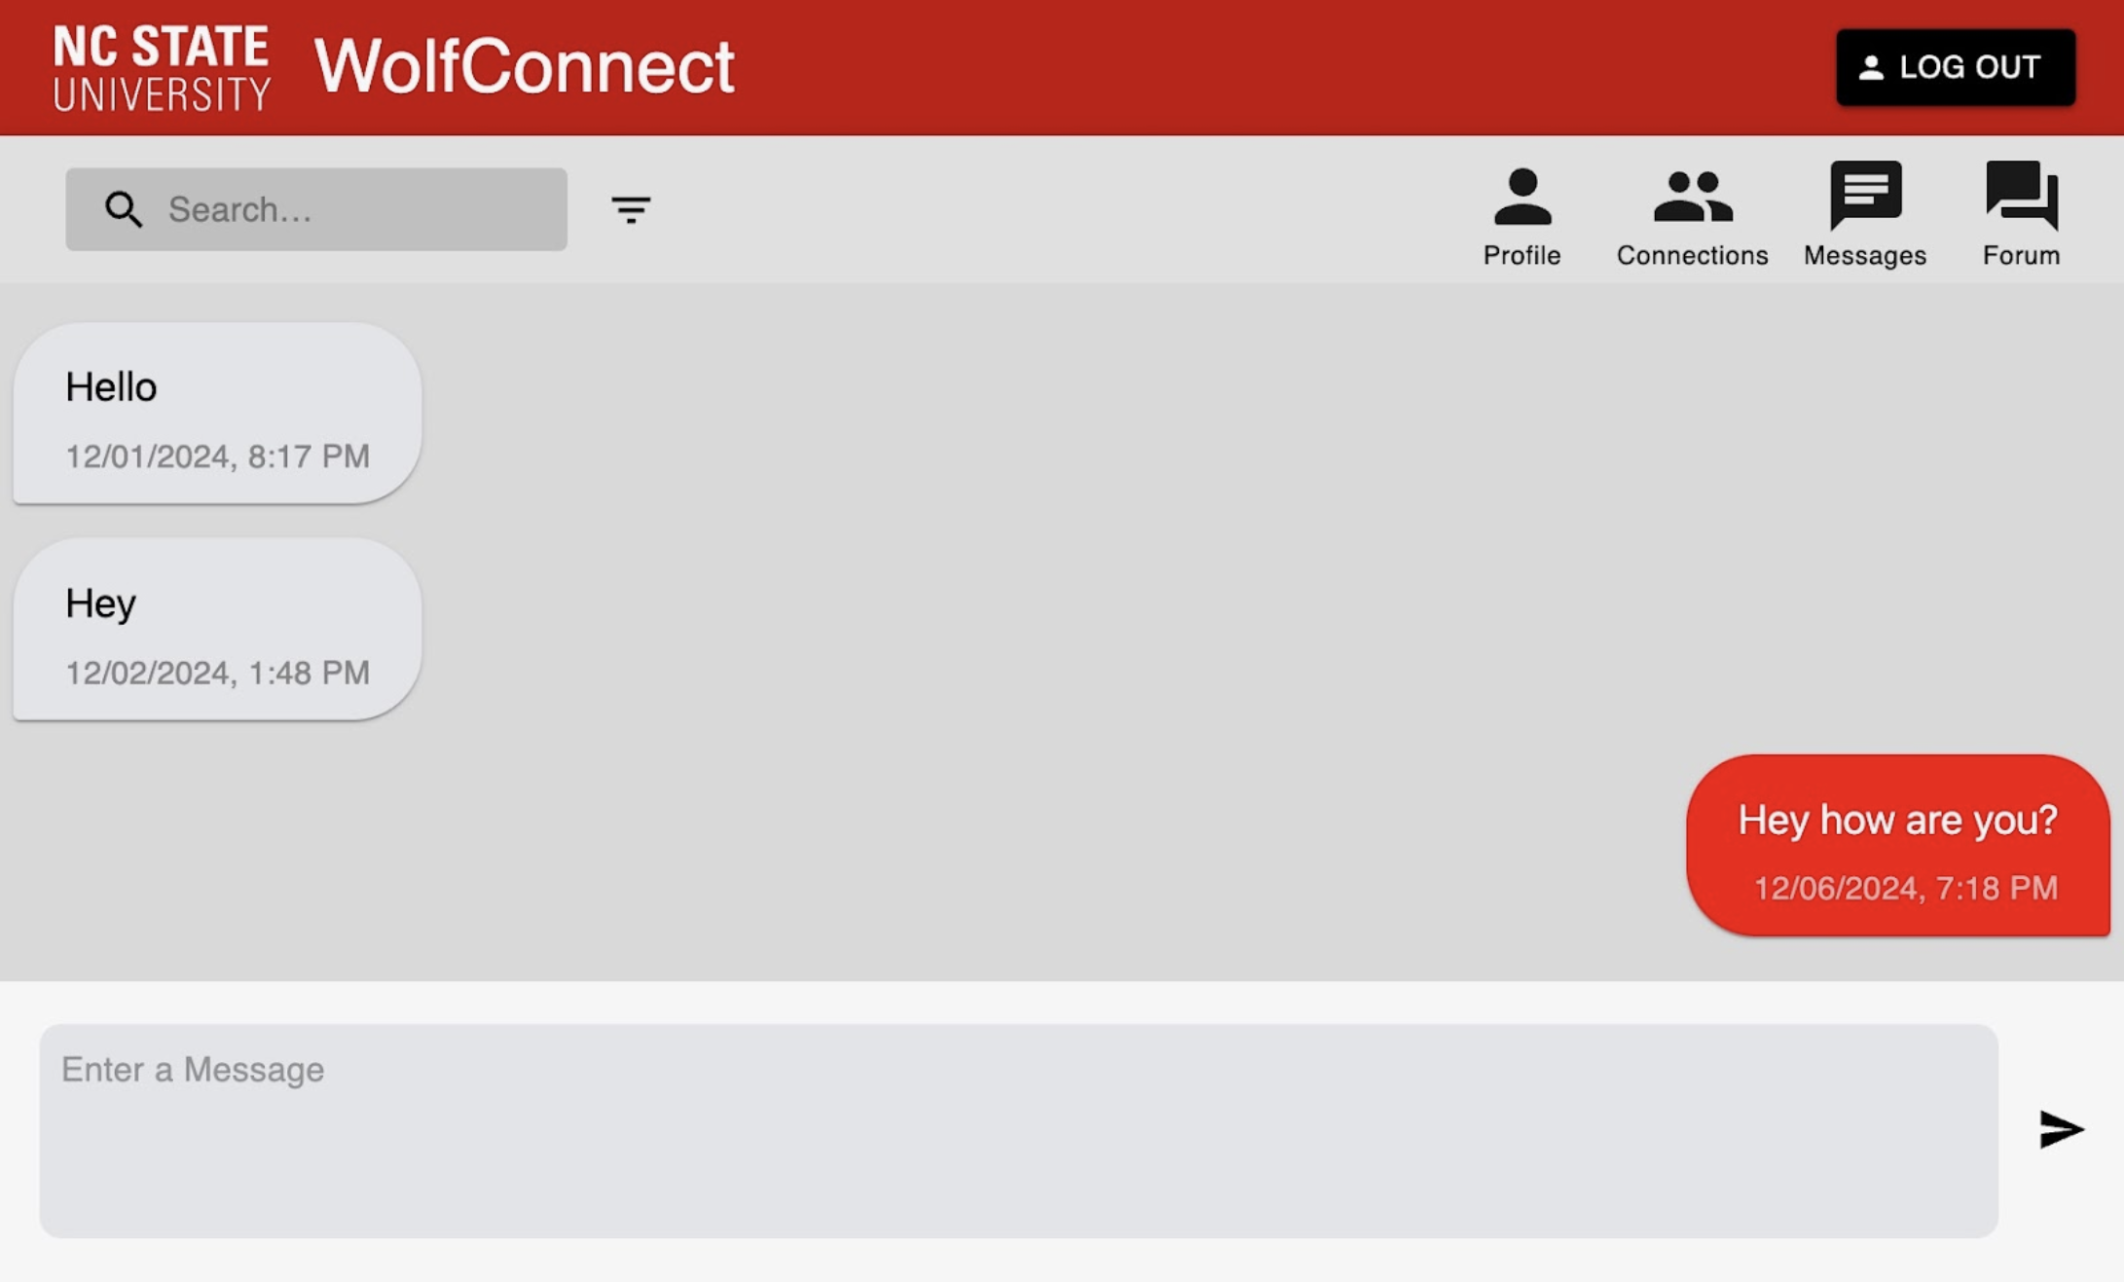 NC STATE
UNIVERSITY
WolfConnect
LOG OUT
Search...
Profile
Connections
Messages
Forum
Hello
12/01/2024, 8:17 PM
Hey
12/02/2024, 1:48 PM
Hey how are you?
12/06/2024, 7:18 PM
Enter a Message